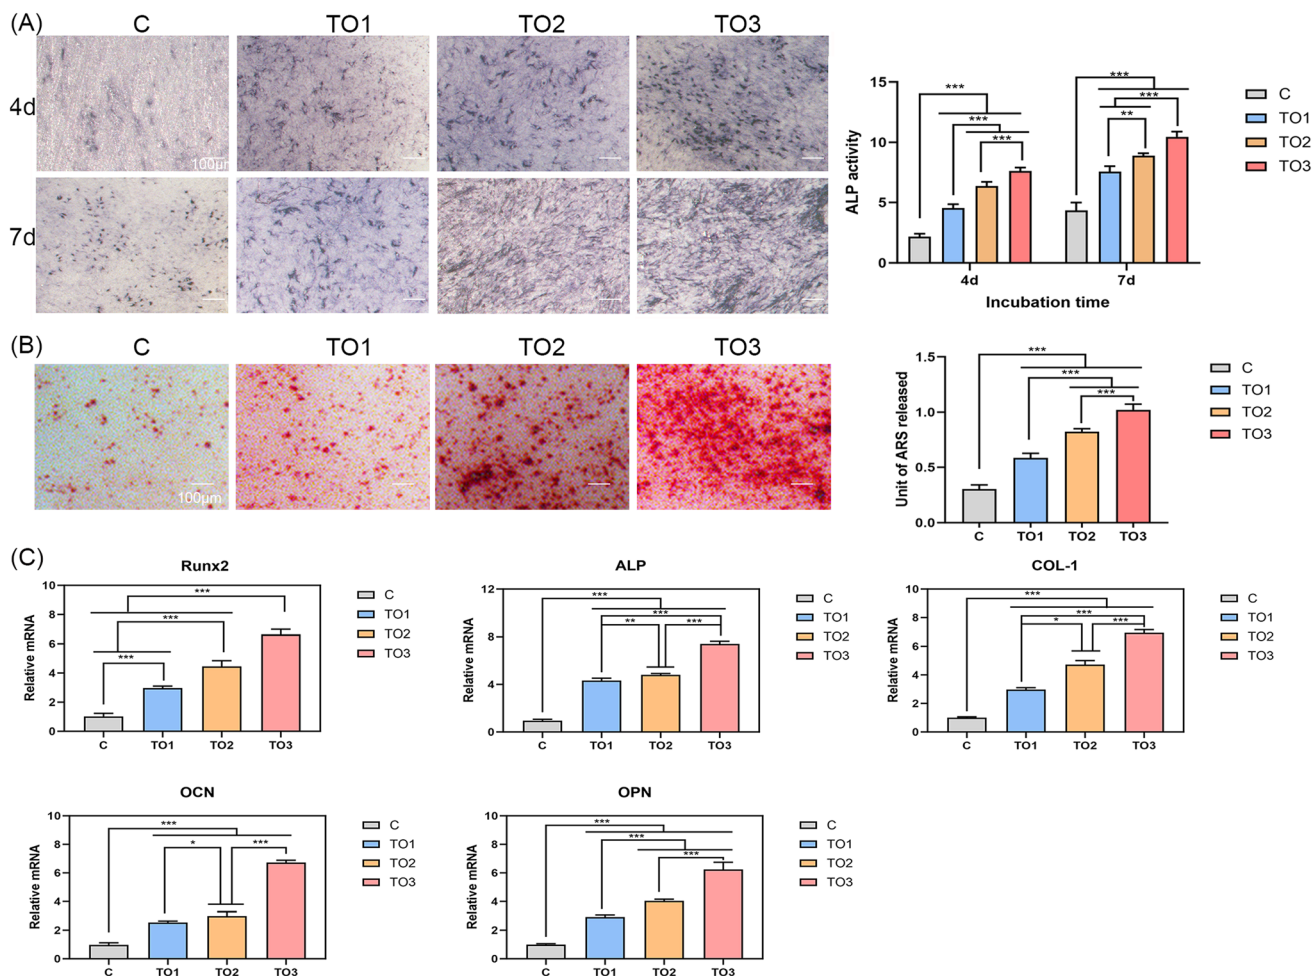 (A)
C TO1 TO2 TO3
4d
100μm
7d
15
10
5
0
ALP activity
*** *** *** *** *** **
4d 7d
Incubation time
C
TO1
TO2
TO3
(B)
C TO1 TO2 TO3
100μm
1.5
1.0
0.5
0.0
Unit of ARS released
***
***
***
C TO1 TO2 TO3
C
TO1
TO2
TO3
(C)
Runx2
10
8
6
4
2
0
Relative mRNA
***
***
***
C TO1 TO2 TO3
C
TO1
TO2
TO3
ALP
12
8
4
0
Relative mRNA
***
***
** ***
C TO1 TO2 TO3
C
TO1
TO2
TO3
COL-1
10
8
6
4
2
0
Relative mRNA
***
***
* ***
C TO1 TO2 TO3
C
TO1
TO2
TO3
OCN
10
8
6
4
2
0
Relative mRNA
***
* ***
C TO1 TO2 TO3
C
TO1
TO2
TO3
OPN
10
8
6
4
2
0
Relative mRNA
***
***
***
C TO1 TO2 TO3
C
TO1
TO2
TO3